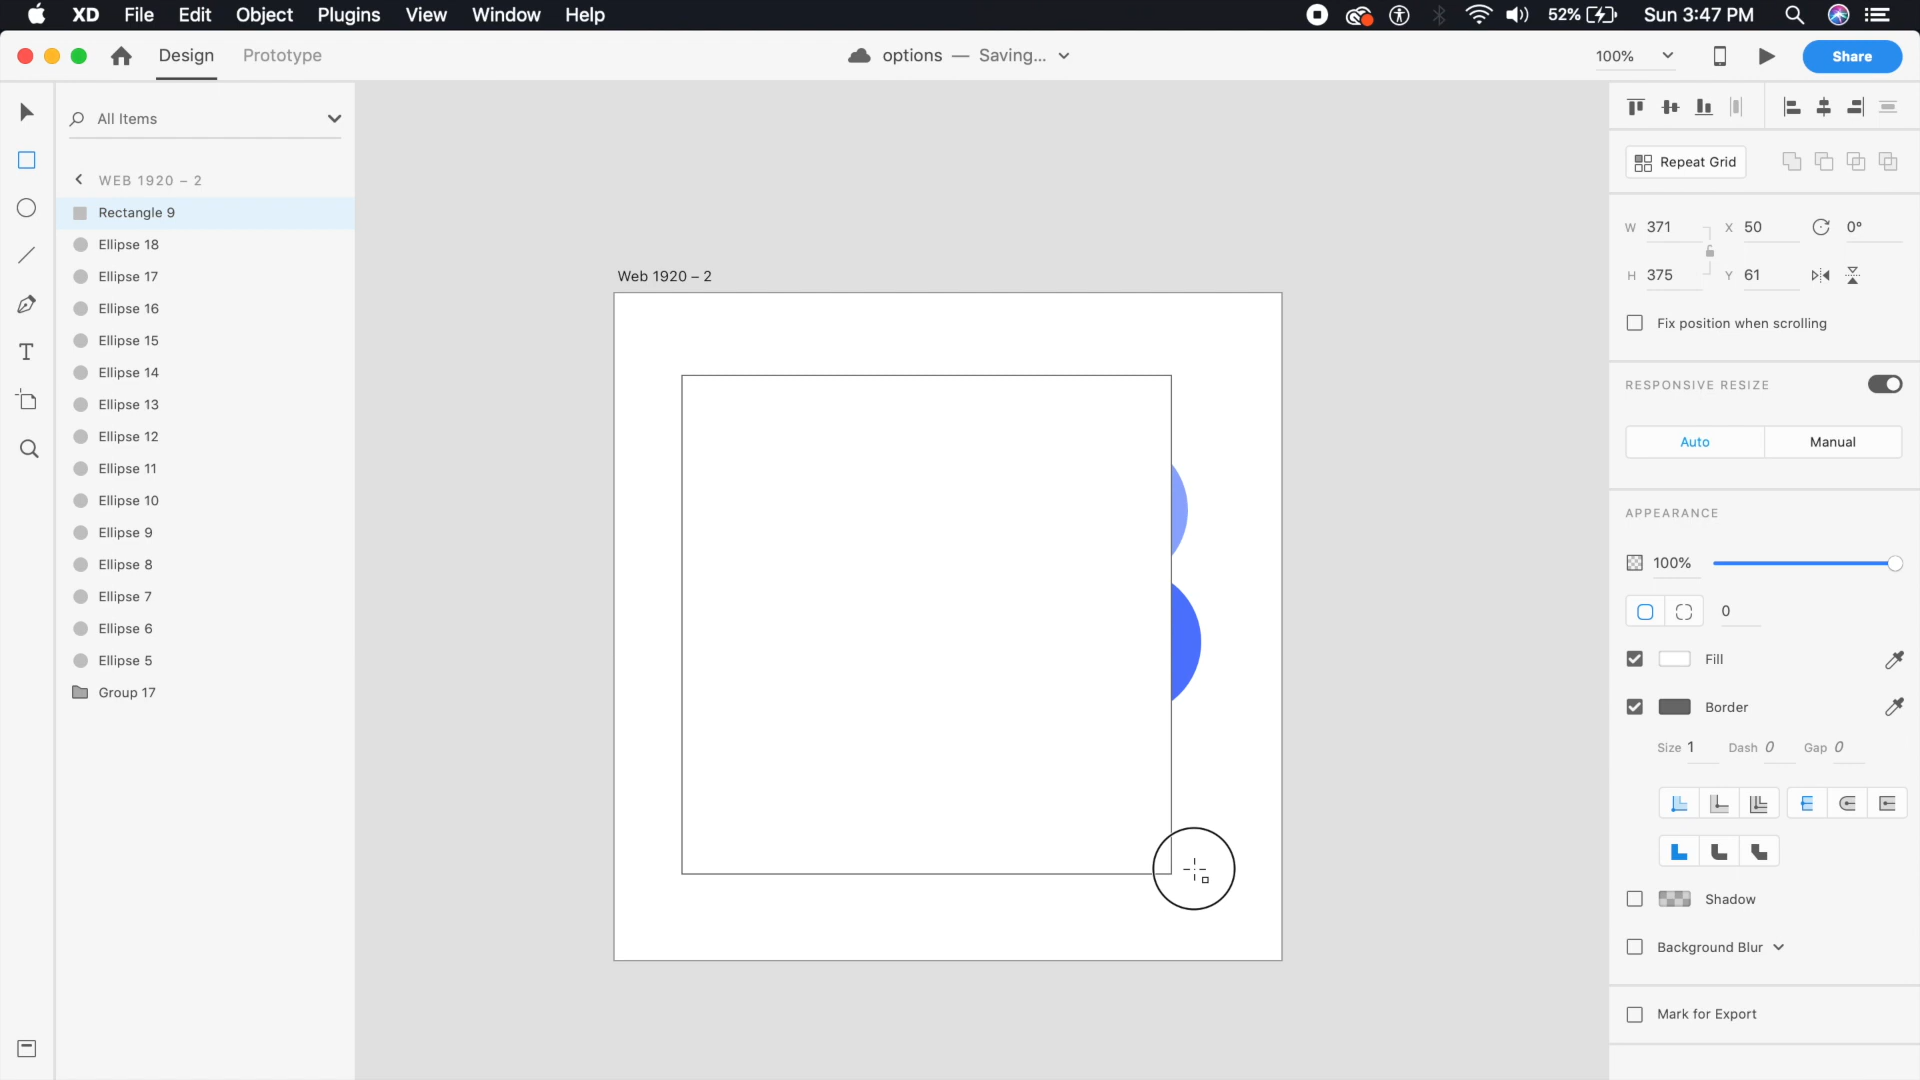 XD File Edit Object Plugins View Window Help 52% Sun 3:47 PM
Design Prototype options — Saving... 100% Share
All Items
WEB 1920 – 2
Rectangle 9
Ellipse 18
Ellipse 17
Ellipse 16
Ellipse 15
Ellipse 14
Ellipse 13
Ellipse 12
Ellipse 11
Ellipse 10
Ellipse 9
Ellipse 8
Ellipse 7
Ellipse 6
Ellipse 5
Group 17
Web 1920 – 2
Repeat Grid
W 371 X 50 0°
H 375 Y 61
Fix position when scrolling
RESPONSIVE RESIZE
Auto Manual
APPEARANCE
100%
0
Fill
Border
Size 1 Dash 0 Gap 0
Shadow
Background Blur
Mark for Export